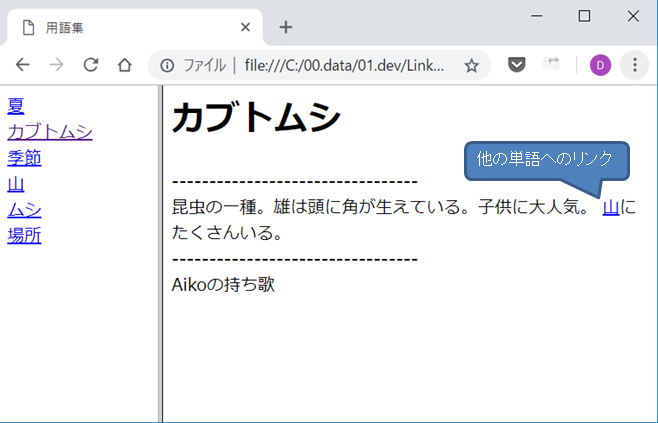 用語集
ファイル | file:///C:/00.data/01.dev/Link...
D
夏
カブトムシ
季節
山
ムシ
場所
カブトムシ
他の単語へのリンク
---------------------------------
昆虫の一種。雄は頭に角が生えている。子供に大人気。 山に
たくさんいる。
---------------------------------
Aikoの持ち歌